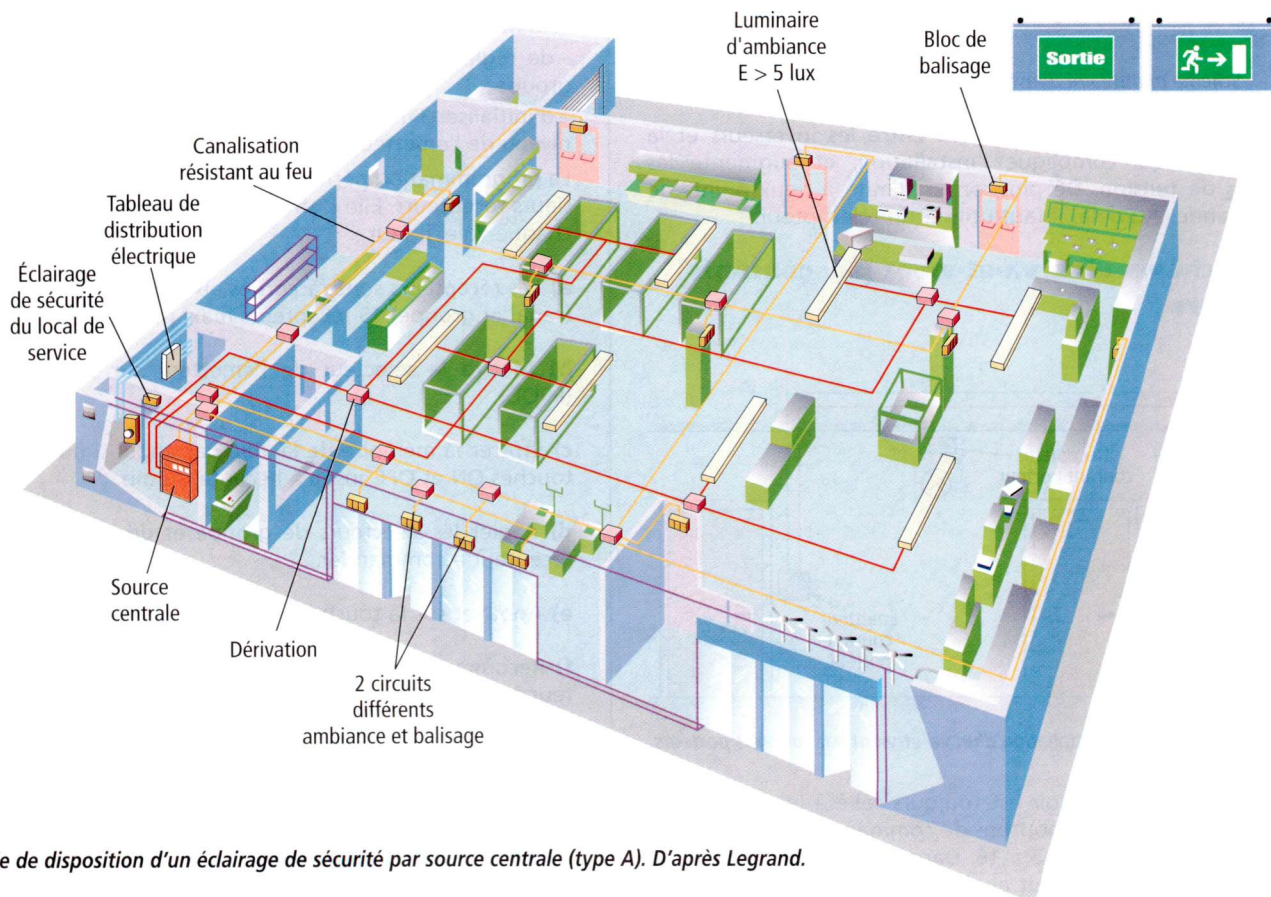 Luminaire
d'ambiance
E > 5 lux
Bloc de
balisage
Sortie
Canalisation
résistant au feu
Tableau de
distribution
électrique
Éclairage
de sécurité
du local de
service
Source
centrale
Dérivation
2 circuits
différents
ambiance et balisage
e de disposition d'un éclairage de sécurité par source centrale (type A). D'après Legrand.